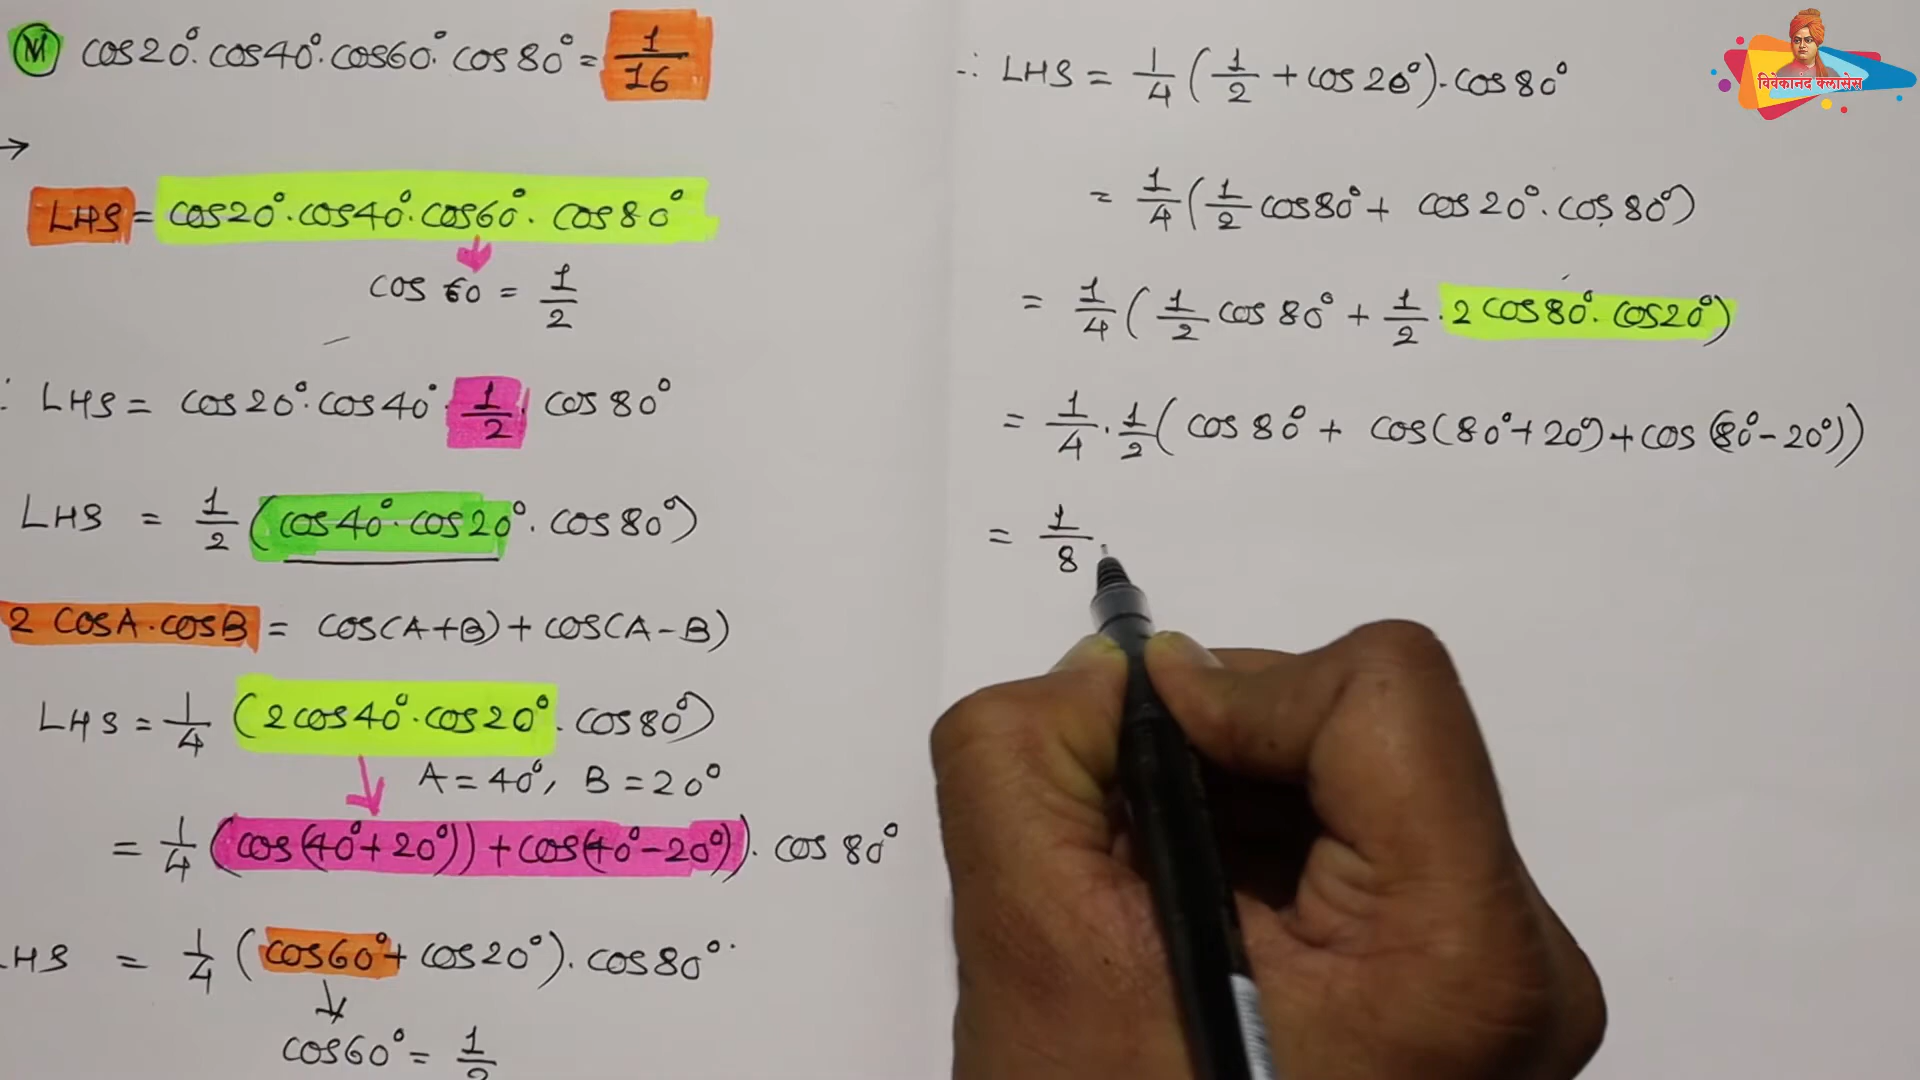 M cos20°.cos40°.cos60°.cos80° = 1/16
→
LHS = cos20°.cos40°.cos60°.cos80°
cos 60 = 1/2
∴ LHS = cos20°.cos40°.1/2.cos80°
LHS = 1/2 (cos40°.cos20°.cos80°)
2 cosA.cosB = cos(A+B)+cos(A-B)
LHS = 1/4 (2cos40°.cos20°.cos80°)
A=40°, B=20°
= 1/4 (cos(40°+20°))+cos(40°-20°)).cos80°
LHS = 1/4 (cos60°+cos20°).cos80°.
cos60° = 1/2
∴ LHS = 1/4 (1/2 + cos20°).cos80°
= 1/4 (1/2 cos80° + cos20°.cos80°)
= 1/4 (1/2 cos80° + 1/2 . 2 cos80°.cos20°)
= 1/4 . 1/2 (cos80° + cos(80°+20°)+cos(80°-20°))
= 1/8
विवेकानंद क्लासेस